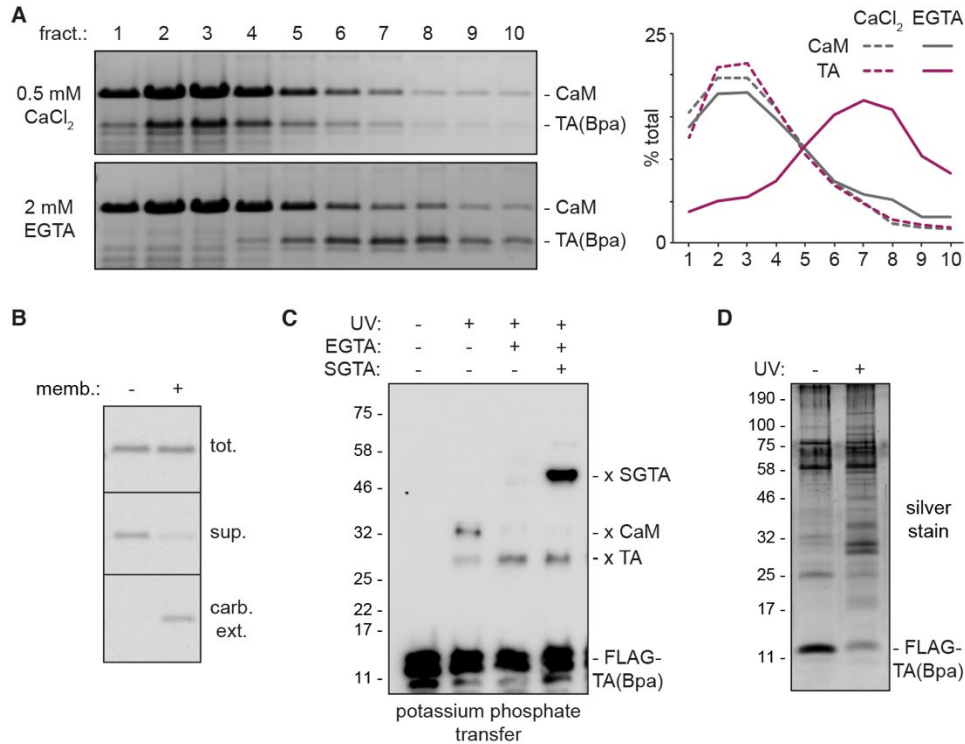 A
fract.: 1 2 3 4 5 6 7 8 9 10
0.5 mM
CaCl₂
- CaM
- TA(Bpa)
2 mM
EGTA
- CaM
- TA(Bpa)
CaCl₂ EGTA
CaM
TA
25
% total
0
1 2 3 4 5 6 7 8 9 10
B
memb.: - +
tot.
sup.
carb.
ext.
C
UV: - + + +
EGTA: - - + +
SGTA: - - - +
75 -
58 -
46 -
32 -
25 -
22 -
17 -
11 -
- x SGTA
- x CaM
- x TA
- FLAG-
TA(Bpa)
potassium phosphate
transfer
D
UV: - +
190 -
100 -
75 -
58 -
46 -
32 -
25 -
17 -
11 -
silver
stain
- FLAG-
TA(Bpa)